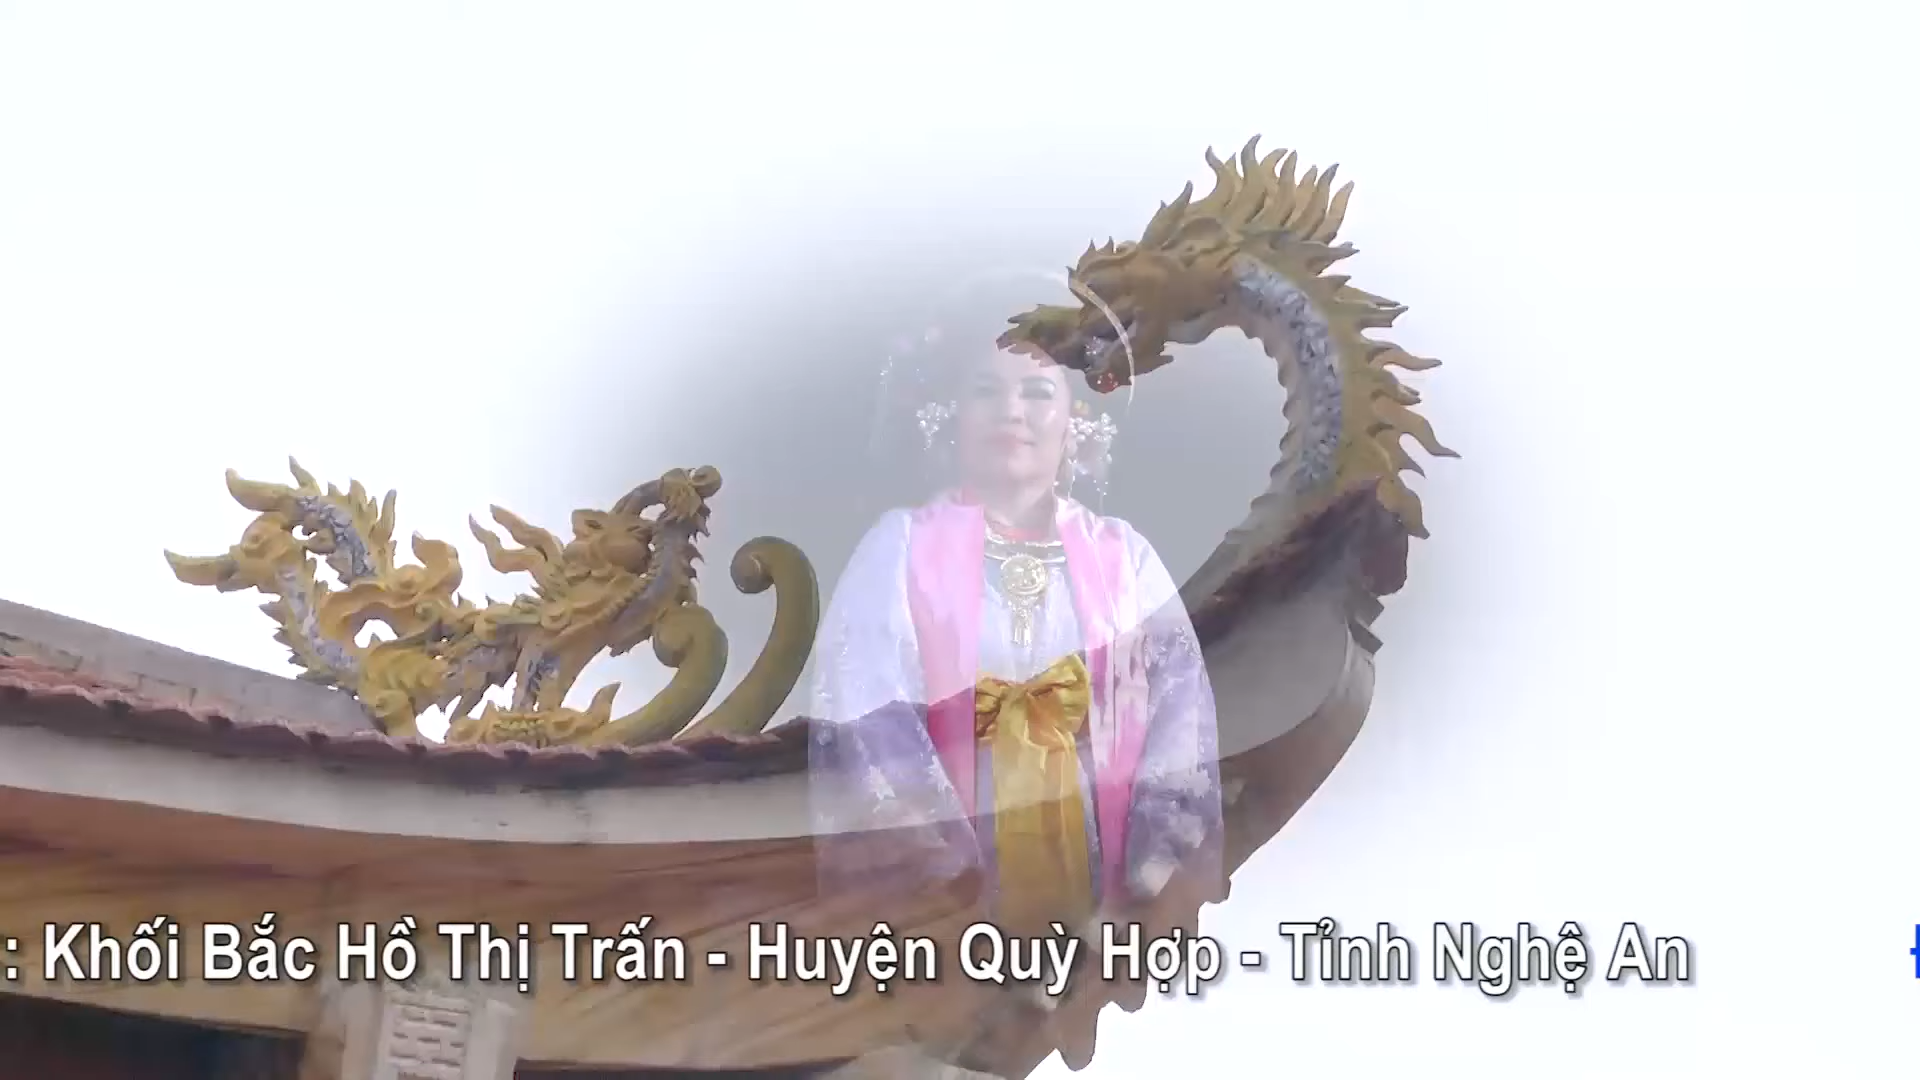 : Khối Bắc Hồ Thị Trấn - Huyện Quỳ Hợp - Tỉnh Nghệ An